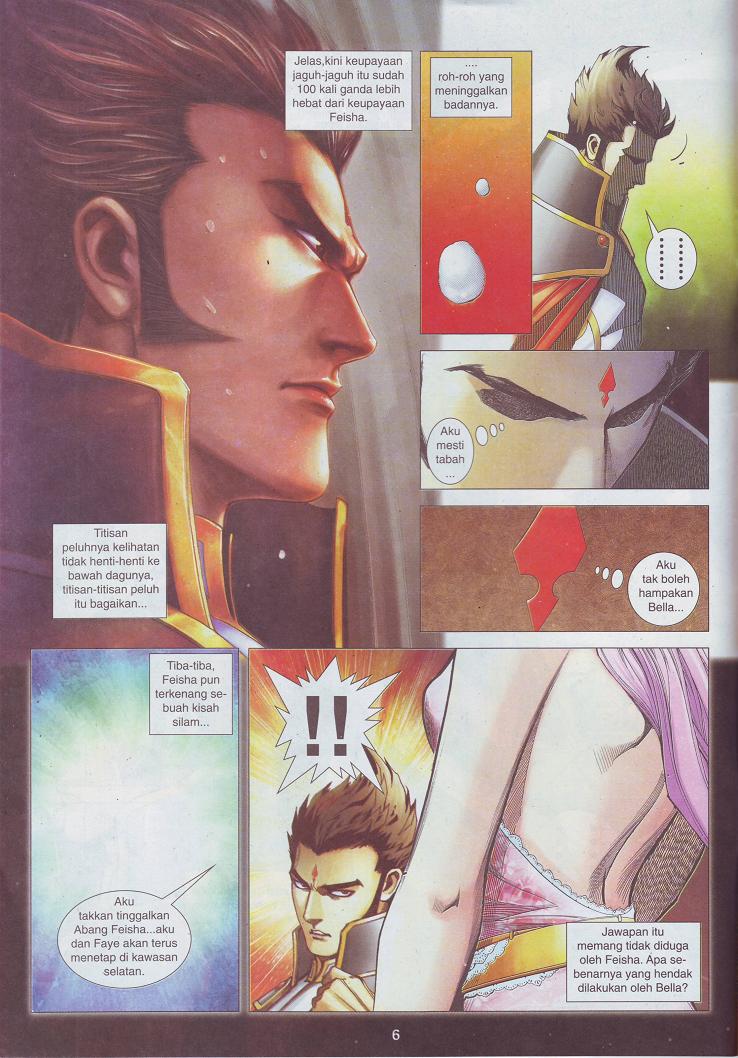 Jelas,kini keupayaan
jaguh-jaguh itu sudah
100 kali ganda lebih
hebat dari keupayaan
Feisha.
....
roh-roh yang
meninggalkan
badannya.
Aku
mesti
tabah
...
Titisan
peluhnya kelihatan
tidak henti-henti ke
bawah dagunya,
titisan-titisan peluh
itu bagaikan...
Aku
tak boleh
hampakan
Bella...
Tiba-tiba,
Feisha pun
terkenang se-
buah kisah
silam...
!!
Aku
takkan tinggalkan
Abang Feisha...aku
dan Faye akan terus
menetap di kawasan
selatan.
Jawapan itu
memang tidak diduga
oleh Feisha. Apa se-
benarnya yang hendak
dilakukan oleh Bella?
6